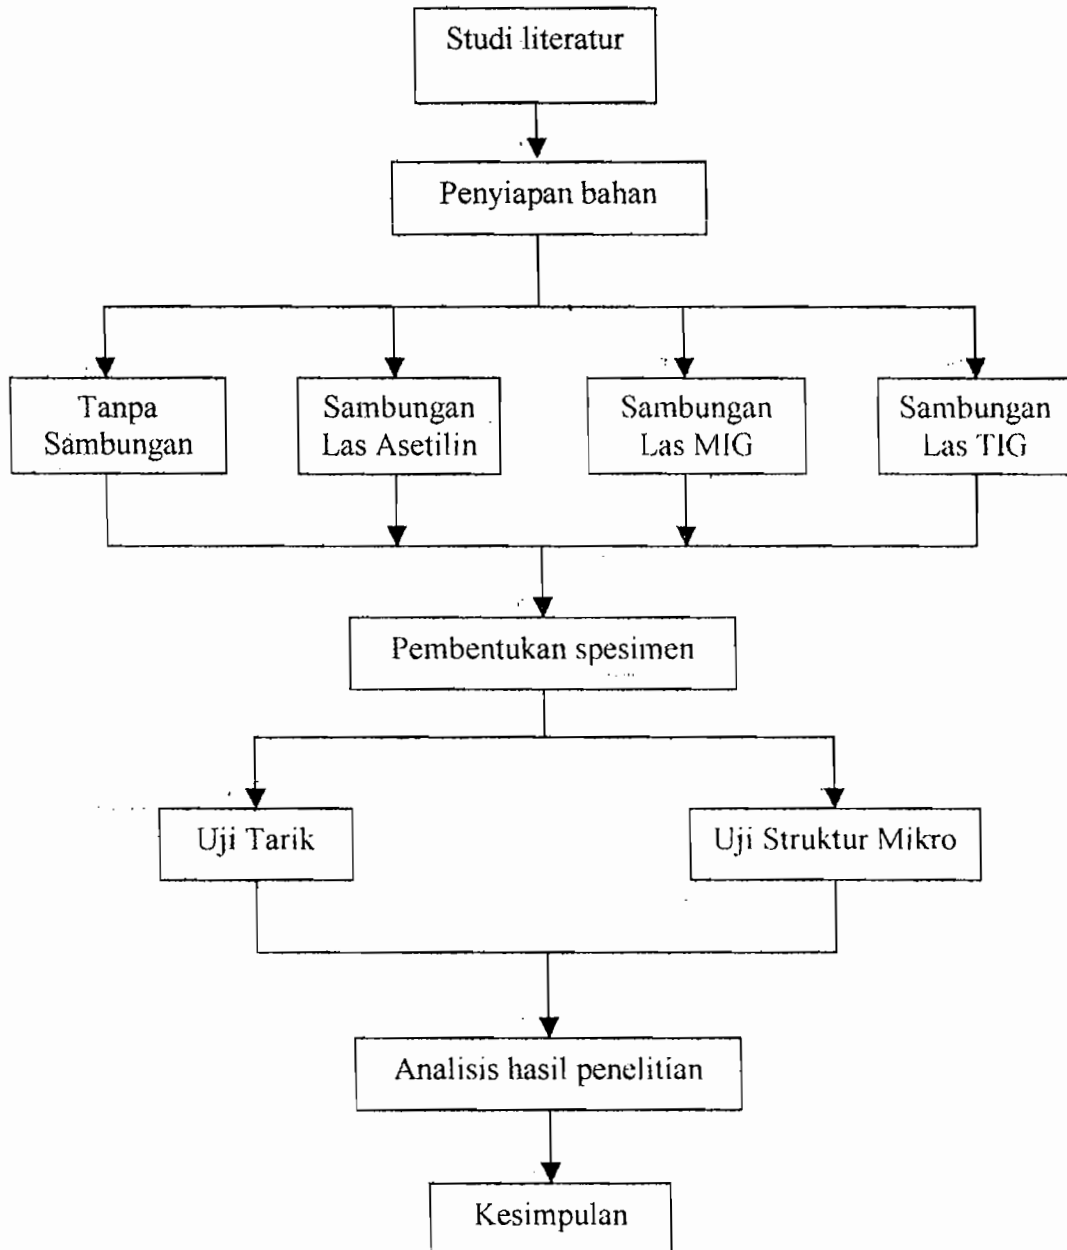 Studi literatur
Penyiapan bahan
Tanpa
Sambungan
Sambungan
Las Asetilin
Sambungan
Las MIG
Sambungan
Las TIG
Pembentukan spesimen
Uji Tarik
Uji Struktur Mikro
Analisis hasil penelitian
Kesimpulan